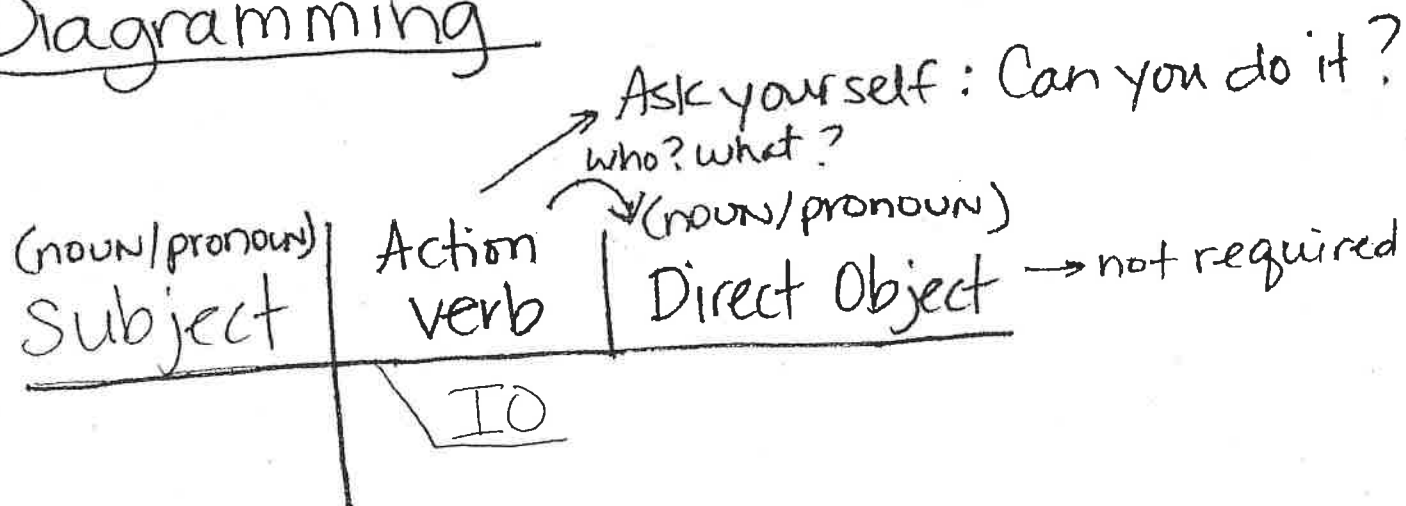 Diagramming
Ask yourself: Can you do it?
who? what?
(noun/pronoun) Action (noun/pronoun)
Subject verb Direct Object → not required
IO